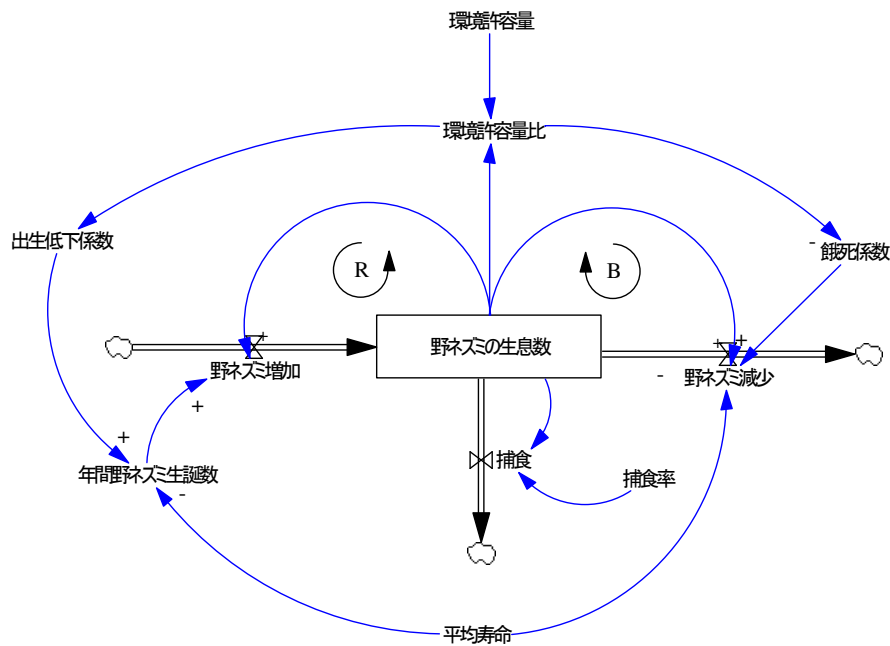 環境許容量
環境許容量比
出生低下係数
- 餓死係数
R
B
野ネズミの生息数
+
+ +
野ネズミ増加
- 野ネズミ減少
+
+
年間野ネズミ生誕数
-
捕食
捕食率
平均寿命